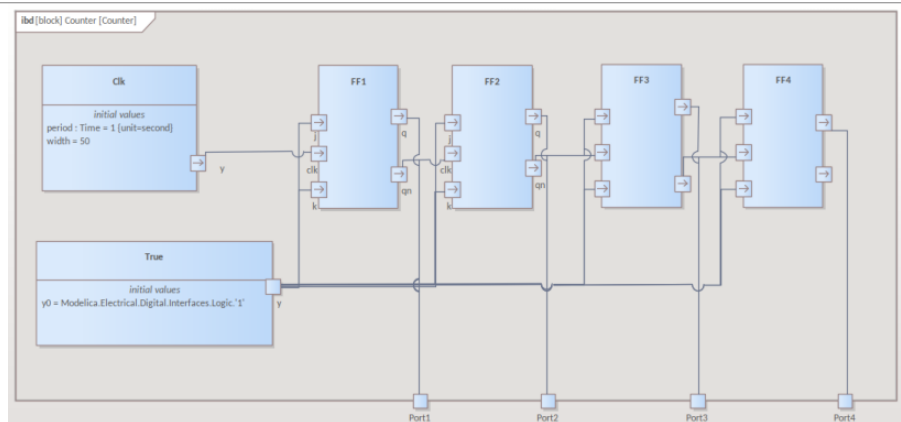 ibd [block] Counter [Counter]
Clk
initial values
period : Time = 1 {unit=second}
width = 50
y
FF1
j
clk
k
q
qn
FF2
j
clk
k
q
qn
FF3
FF4
True
initial values
y0 = Modelica.Electrical.Digital.Interfaces.Logic.'1'
y
Port1
Port2
Port3
Port4